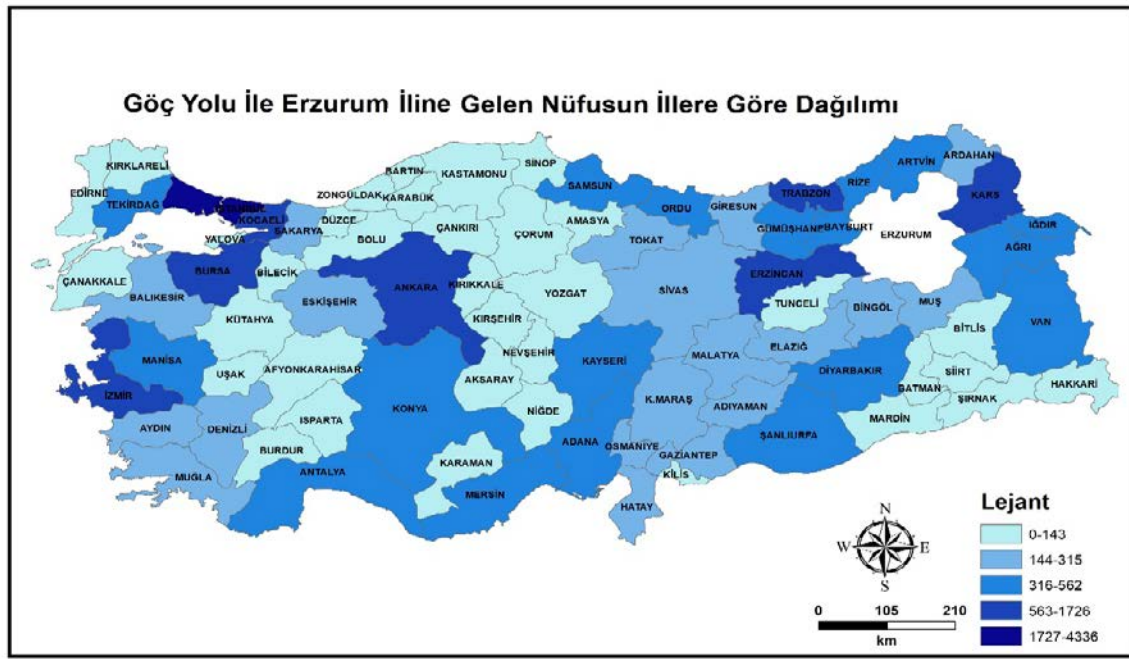 Göç Yolu İle Erzurum İline Gelen Nüfusun İllere Göre Dağılımı
KIRKLARELİ
EDİRNE
TEKİRDAĞ
İSTANBUL
KOCAELİ
YALOVA
SAKARYA
DÜZCE
ZONGULDAK
BARTIN
KARABÜK
KASTAMONU
SİNOP
SAMSUN
ORDU
GİRESUN
TRABZON
RİZE
ARTVİN
ARDAHAN
KARS
IĞDIR
AĞRI
ERZURUM
BAYBURT
GÜMÜŞHANE
ERZİNCAN
TUNCELİ
BİNGÖL
MUŞ
BİTLİS
VAN
HAKKARİ
ŞIRNAK
SİİRT
BATMAN
MARDİN
DİYARBAKIR
ŞANLIURFA
ELAZIĞ
MALATYA
ADIYAMAN
K.MARAŞ
GAZİANTEP
KİLİS
OSMANİYE
HATAY
ADANA
MERSİN
KARAMAN
NİĞDE
AKSARAY
NEVŞEHİR
KIRŞEHİR
KIRIKKALE
KAYSERİ
SİVAS
TOKAT
AMASYA
ÇORUM
YOZGAT
ÇANKIRI
ANKARA
BOLU
BİLECİK
BURSA
ÇANAKKALE
BALIKESİR
ESKİŞEHİR
KÜTAHYA
MANİSA
UŞAK
AFYONKARAHİSAR
İZMİR
AYDIN
DENİZLİ
MUĞLA
BURDUR
ISPARTA
ANTALYA
KONYA
Lejant
0-143
144-315
316-562
563-1726
1727-4336
N
W
E
S
0 105 210
km